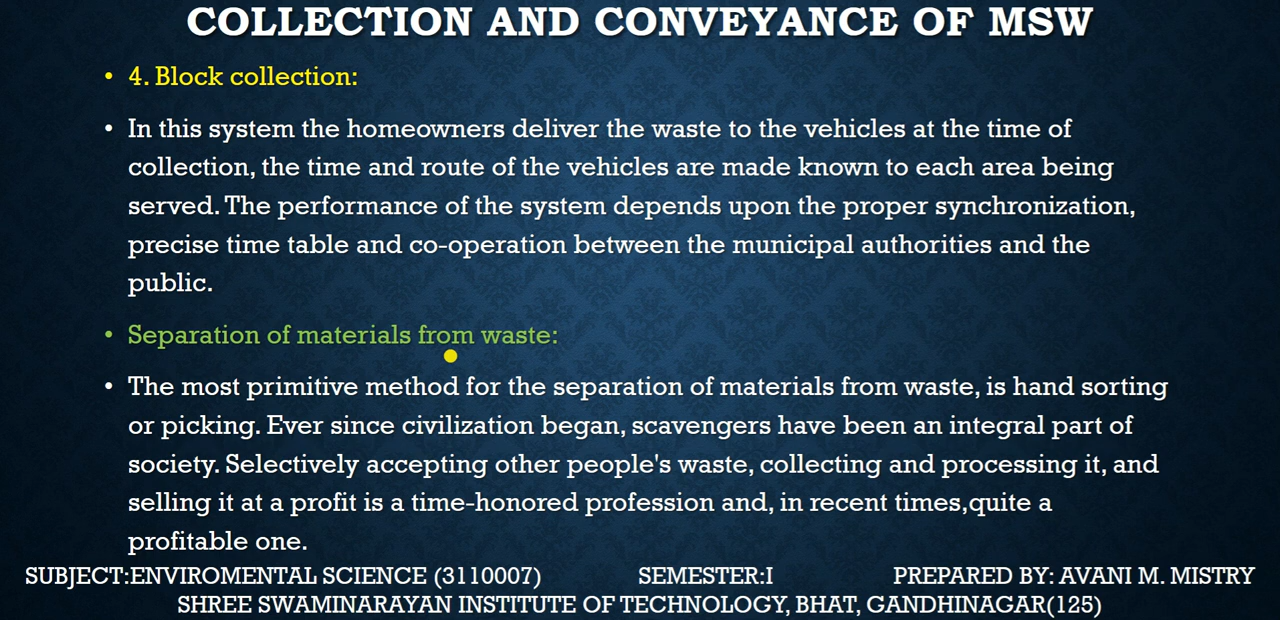 COLLECTION AND CONVEYANCE OF MSW
• 4. Block collection:
• In this system the homeowners deliver the waste to the vehicles at the time of
collection, the time and route of the vehicles are made known to each area being
served. The performance of the system depends upon the proper synchronization,
precise time table and co-operation between the municipal authorities and the
public.
• Separation of materials from waste:
• The most primitive method for the separation of materials from waste, is hand sorting
or picking. Ever since civilization began, scavengers have been an integral part of
society. Selectively accepting other people's waste, collecting and processing it, and
selling it at a profit is a time-honored profession and, in recent times,quite a
profitable one.
SUBJECT:ENVIROMENTAL SCIENCE (3110007) SEMESTER:I PREPARED BY: AVANI M. MISTRY
SHREE SWAMINARAYAN INSTITUTE OF TECHNOLOGY, BHAT, GANDHINAGAR(125)